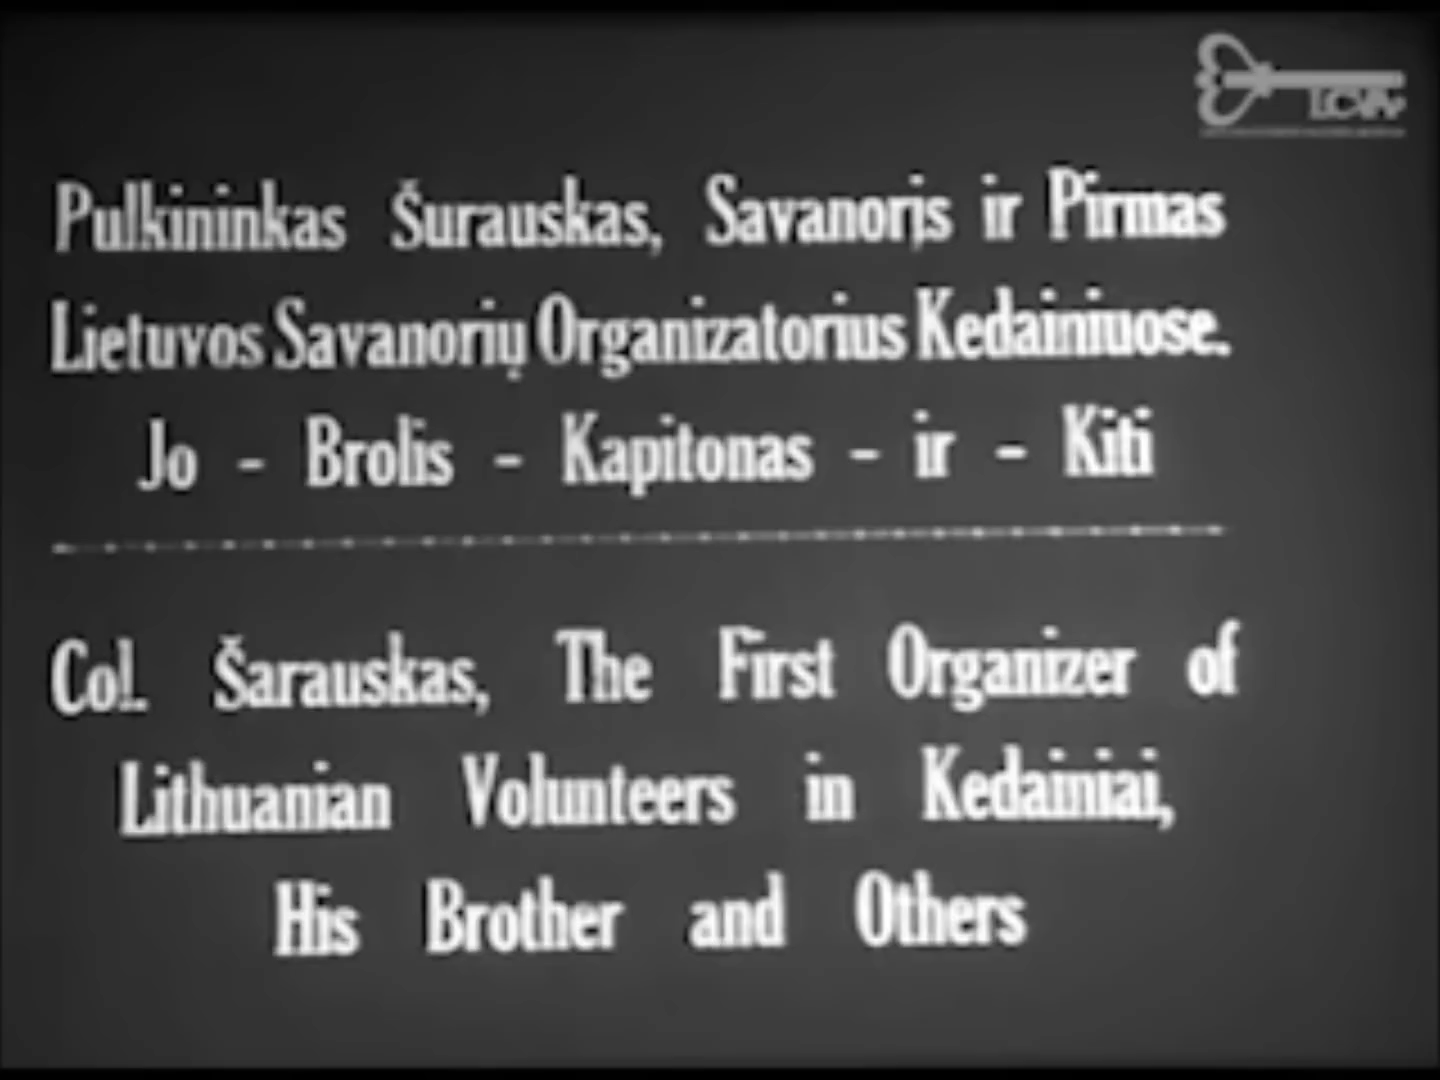 LCVA
Pulkininkas Šurauskas, Savanoris ir Pirmas
Lietuvos Savanorių Organizatorius Kedainiuose.
Jo - Brolis - Kapitonas - ir - Kiti
Col. Šarauskas, The First Organizer of
Lithuanian Volunteers in Kedainiai,
His Brother and Others